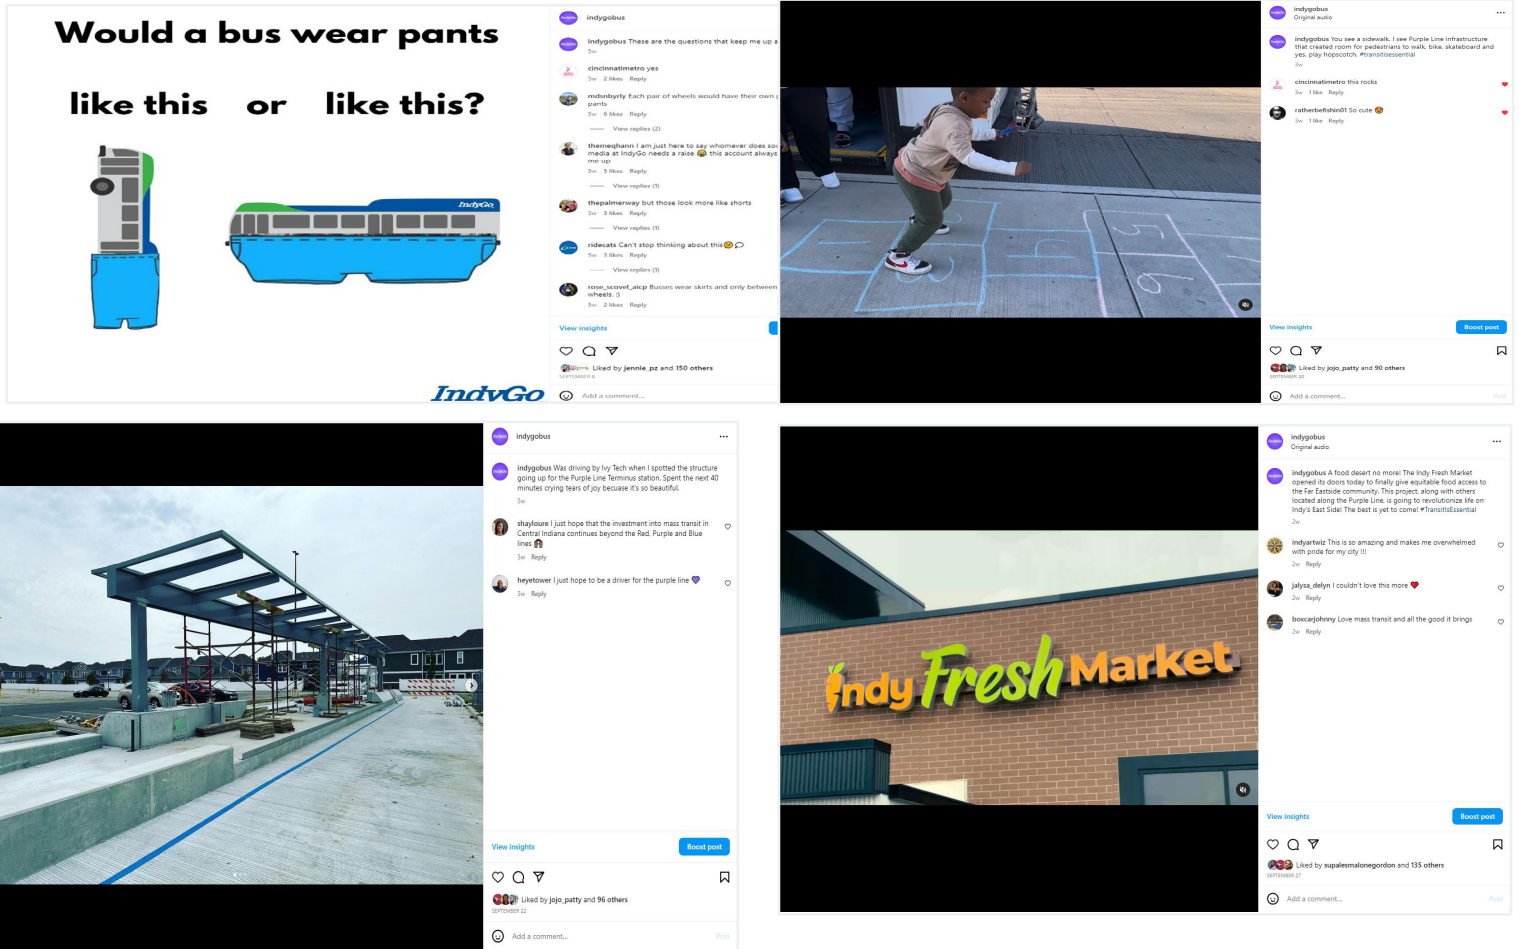 Would a bus wear pants
like this or like this?
IndyGo
IndyGo
indygobus
indygobus These are the questions that keep me up a
5w
cincinnatimetro yes
3w 2 likes Reply
mdsnbyrly Each pair of wheels would have their own
pants
5w 6 likes Reply
View replies (2)
themeqhann I am just here to say whomever does so
media at IndyGo needs a raise 😂 this account always
me up
5w 5 likes Reply
View replies (1)
thepalmerway but those look more like shorts
5w 3 likes Reply
View replies (1)
ridecats Can't stop thinking about this
5w 3 likes Reply
View replies (1)
rose_scovel_aicp Busses wear skirts and only between
wheels. :)
5w 2 likes Reply
View insights
Liked by jennie_pz and 150 others
Add a comment...
indygobus
Original audio
indygobus You see a sidewalk. I see Purple Line infrastructure
that created room for pedestrians to walk, bike, skateboard and
yes, play hopscotch. #transitisessential
3w
cincinnatimetro this rocks
3w 1 like Reply
ratherbefishin01 So cute 😍
3w 1 like Reply
View insights
Boost post
Liked by jojo_patty and 90 others
SEPTEMBER 20
Add a comment...
Post
indygobus
indygobus Was driving by Ivy Tech when I spotted the structure
going up for the Purple Line Terminus station. Spent the next 40
minutes crying tears of joy becuase it's so beautiful.
3w
shayloure I just hope that the investment into mass transit in
Central Indiana continues beyond the Red, Purple and Blue
lines
3w Reply
heyetower I just hope to be a driver for the purple line 💜
3w Reply
View insights
Boost post
Liked by jojo_patty and 96 others
SEPTEMBER 22
Add a comment...
Post
Indy Fresh Market
indygobus
Original audio
indygobus A food desert no more! The Indy Fresh Market
opened its doors today to finally give equitable food access to
the Far Eastside community. This project, along with others
located along the Purple Line, is going to revolutionize life on
Indy's East Side! The best is yet to come! #TransitIsEssential
2w
indyartwiz This is so amazing and makes me overwhelmed
with pride for my city !!!
2w Reply
jalysa_delyn I couldn't love this more ❤️
2w Reply
boxcarjohnny Love mass transit and all the good it brings
2w Reply
View insights
Boost post
Liked by supalesmalonegordon and 135 others
SEPTEMBER 27
Add a comment...
Post